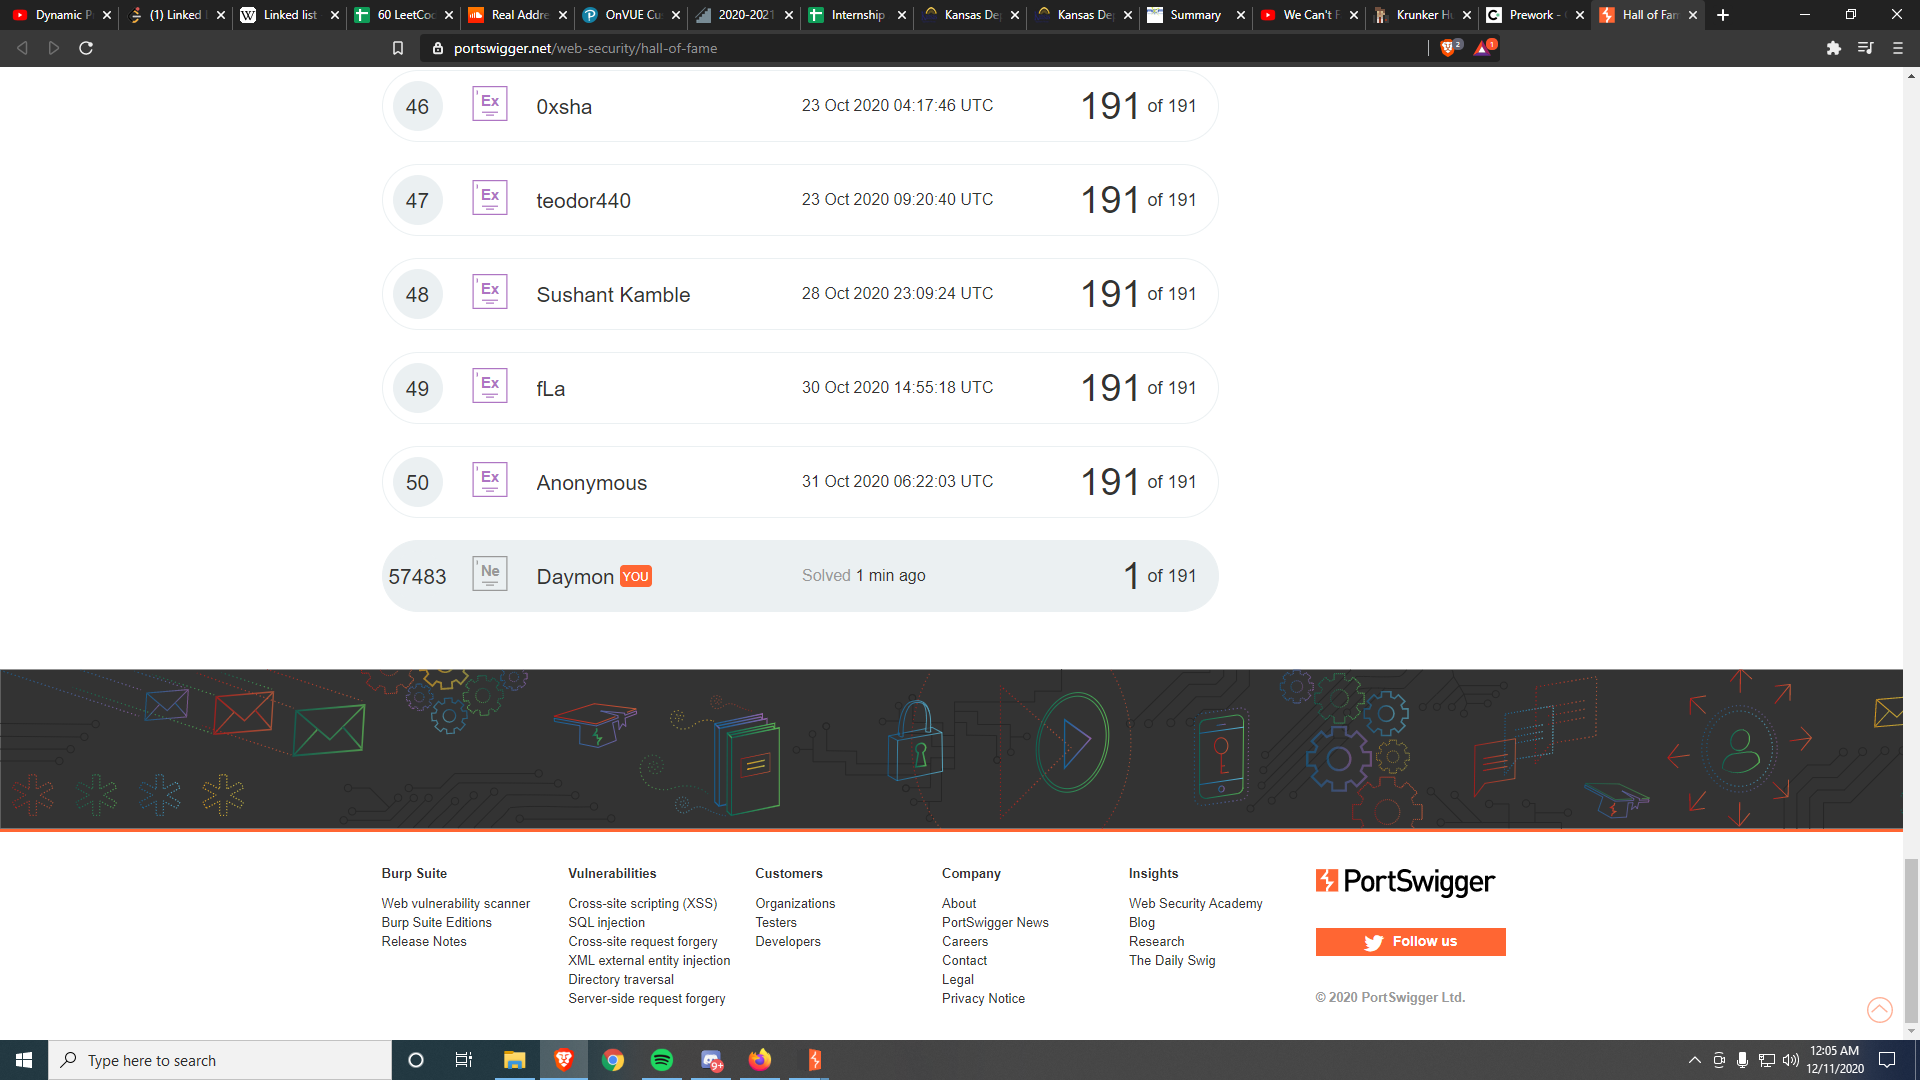 Dynamic P
(1) Linked
Linked list
60 LeetCo
Real Addre
OnVUE Cu
2020-2021
Internship
Kansas De
Kansas De
Summary
We Can't F
Krunker H
Prework -
Hall of Fam
portswigger.net/web-security/hall-of-fame
2
1
46 Ex 0xsha 23 Oct 2020 04:17:46 UTC 191 of 191
47 Ex teodor440 23 Oct 2020 09:20:40 UTC 191 of 191
48 Ex Sushant Kamble 28 Oct 2020 23:09:24 UTC 191 of 191
49 Ex fLa 30 Oct 2020 14:55:18 UTC 191 of 191
50 Ex Anonymous 31 Oct 2020 06:22:03 UTC 191 of 191
57483 Ne Daymon YOU Solved 1 min ago 1 of 191
Burp Suite
Web vulnerability scanner
Burp Suite Editions
Release Notes
Vulnerabilities
Cross-site scripting (XSS)
SQL injection
Cross-site request forgery
XML external entity injection
Directory traversal
Server-side request forgery
Customers
Organizations
Testers
Developers
Company
About
PortSwigger News
Careers
Contact
Legal
Privacy Notice
Insights
Web Security Academy
Blog
Research
The Daily Swig
PortSwigger
Follow us
© 2020 PortSwigger Ltd.
Type here to search
9+
12:05 AM
12/11/2020